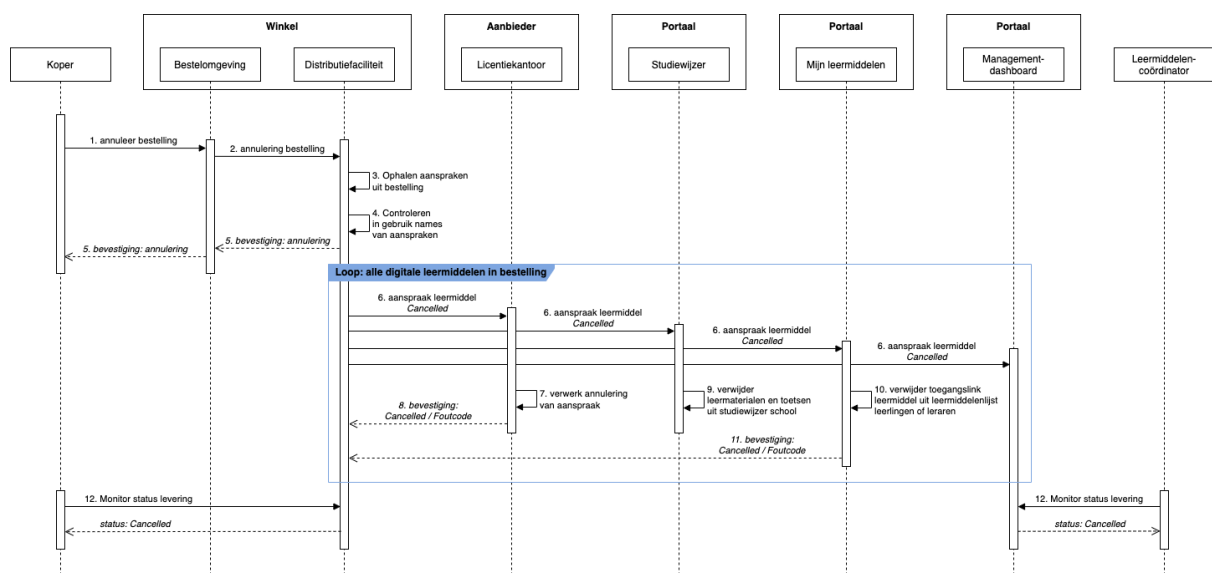 Winkel
Aanbieder
Portaal
Portaal
Portaal
Koper
Bestelomgeving
Distributiefaciliteit
Licentiekantoor
Studiewijzer
Mijn leermiddelen
Management-
dashboard
Leermiddelen-
coördinator
1. annuleer bestelling
2. annulering bestelling
3. Ophalen aanspraken
uit bestelling
4. Controleren
in gebruik names
van aanspraken
5. bevestiging: annulering
5. bevestiging: annulering
Loop: alle digitale leermiddelen in bestelling
6. aanspraak leermiddel
Cancelled
6. aanspraak leermiddel
Cancelled
6. aanspraak leermiddel
Cancelled
6. aanspraak leermiddel
Cancelled
7. verwerk annulering
van aanspraak
9. verwijder
leermaterialen en toetsen
uit studiewijzer school
10. verwijder toegangslink
leermiddel uit leermiddelenlijst
leerlingen of leraren
8. bevestiging:
Cancelled / Foutcode
11. bevestiging:
Cancelled / Foutcode
12. Monitor status levering
status: Cancelled
12. Monitor status levering
status: Cancelled